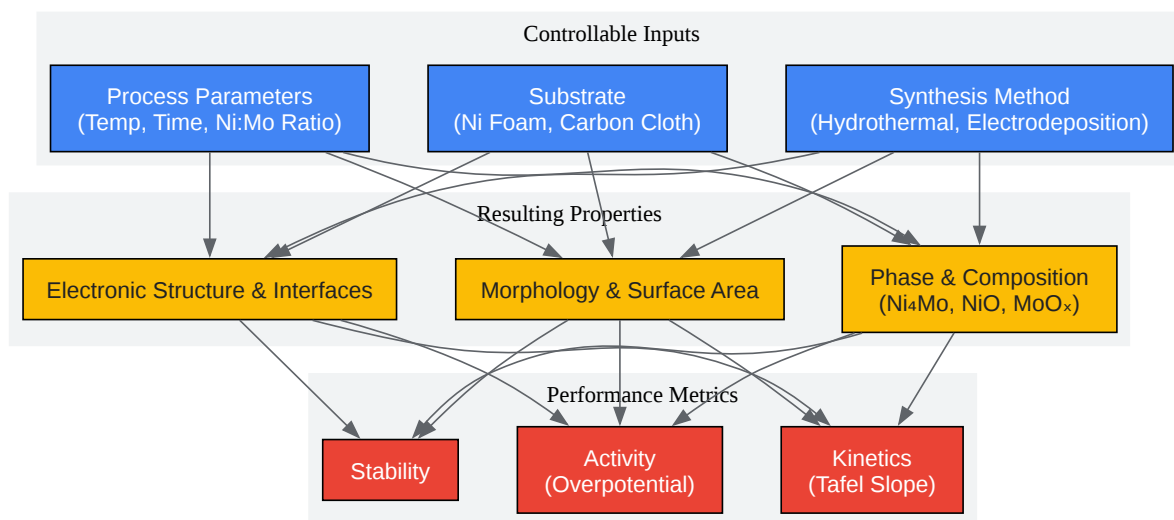 Controllable Inputs
Process Parameters
(Temp, Time, Ni:Mo Ratio)
Substrate
(Ni Foam, Carbon Cloth)
Synthesis Method
(Hydrothermal, Electrodeposition)
Resulting Properties
Electronic Structure & Interfaces
Morphology & Surface Area
Phase & Composition
(Ni₄Mo, NiO, MoOₓ)
Performance Metrics
Stability
Activity
(Overpotential)
Kinetics
(Tafel Slope)